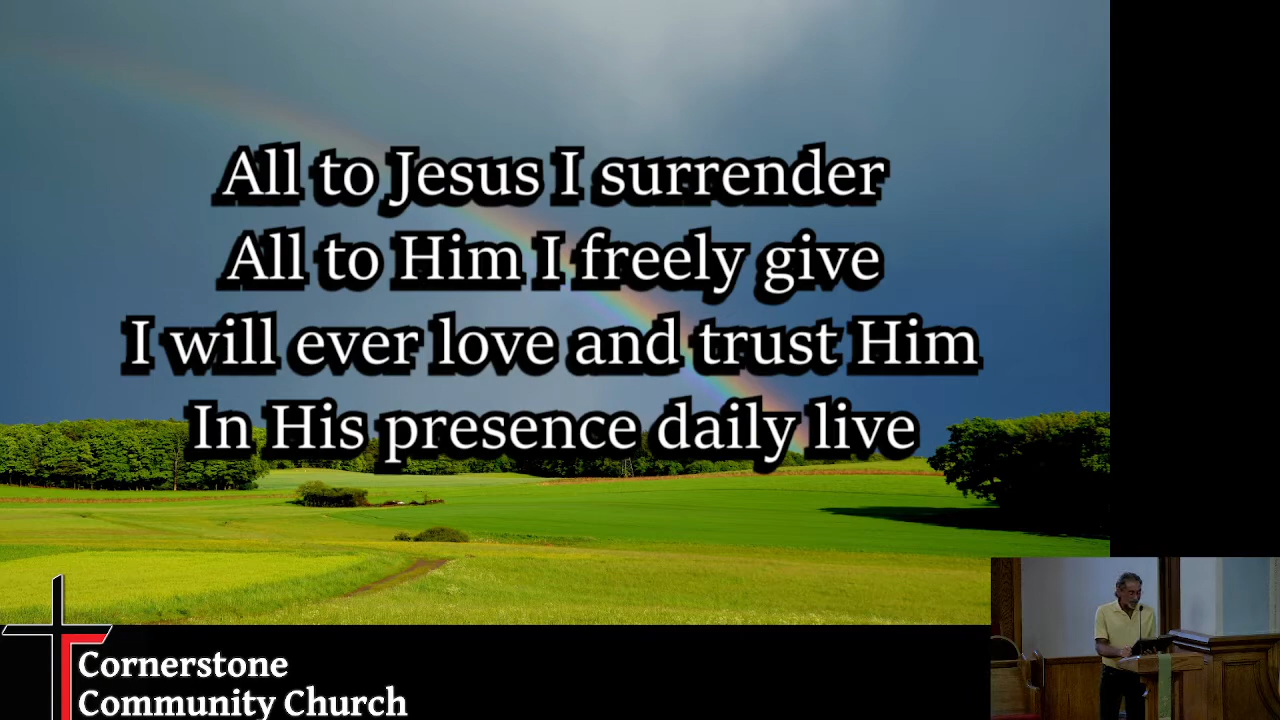 All to Jesus I surrender
All to Him I freely give
I will ever love and trust Him
In His presence daily live
Cornerstone
Community Church